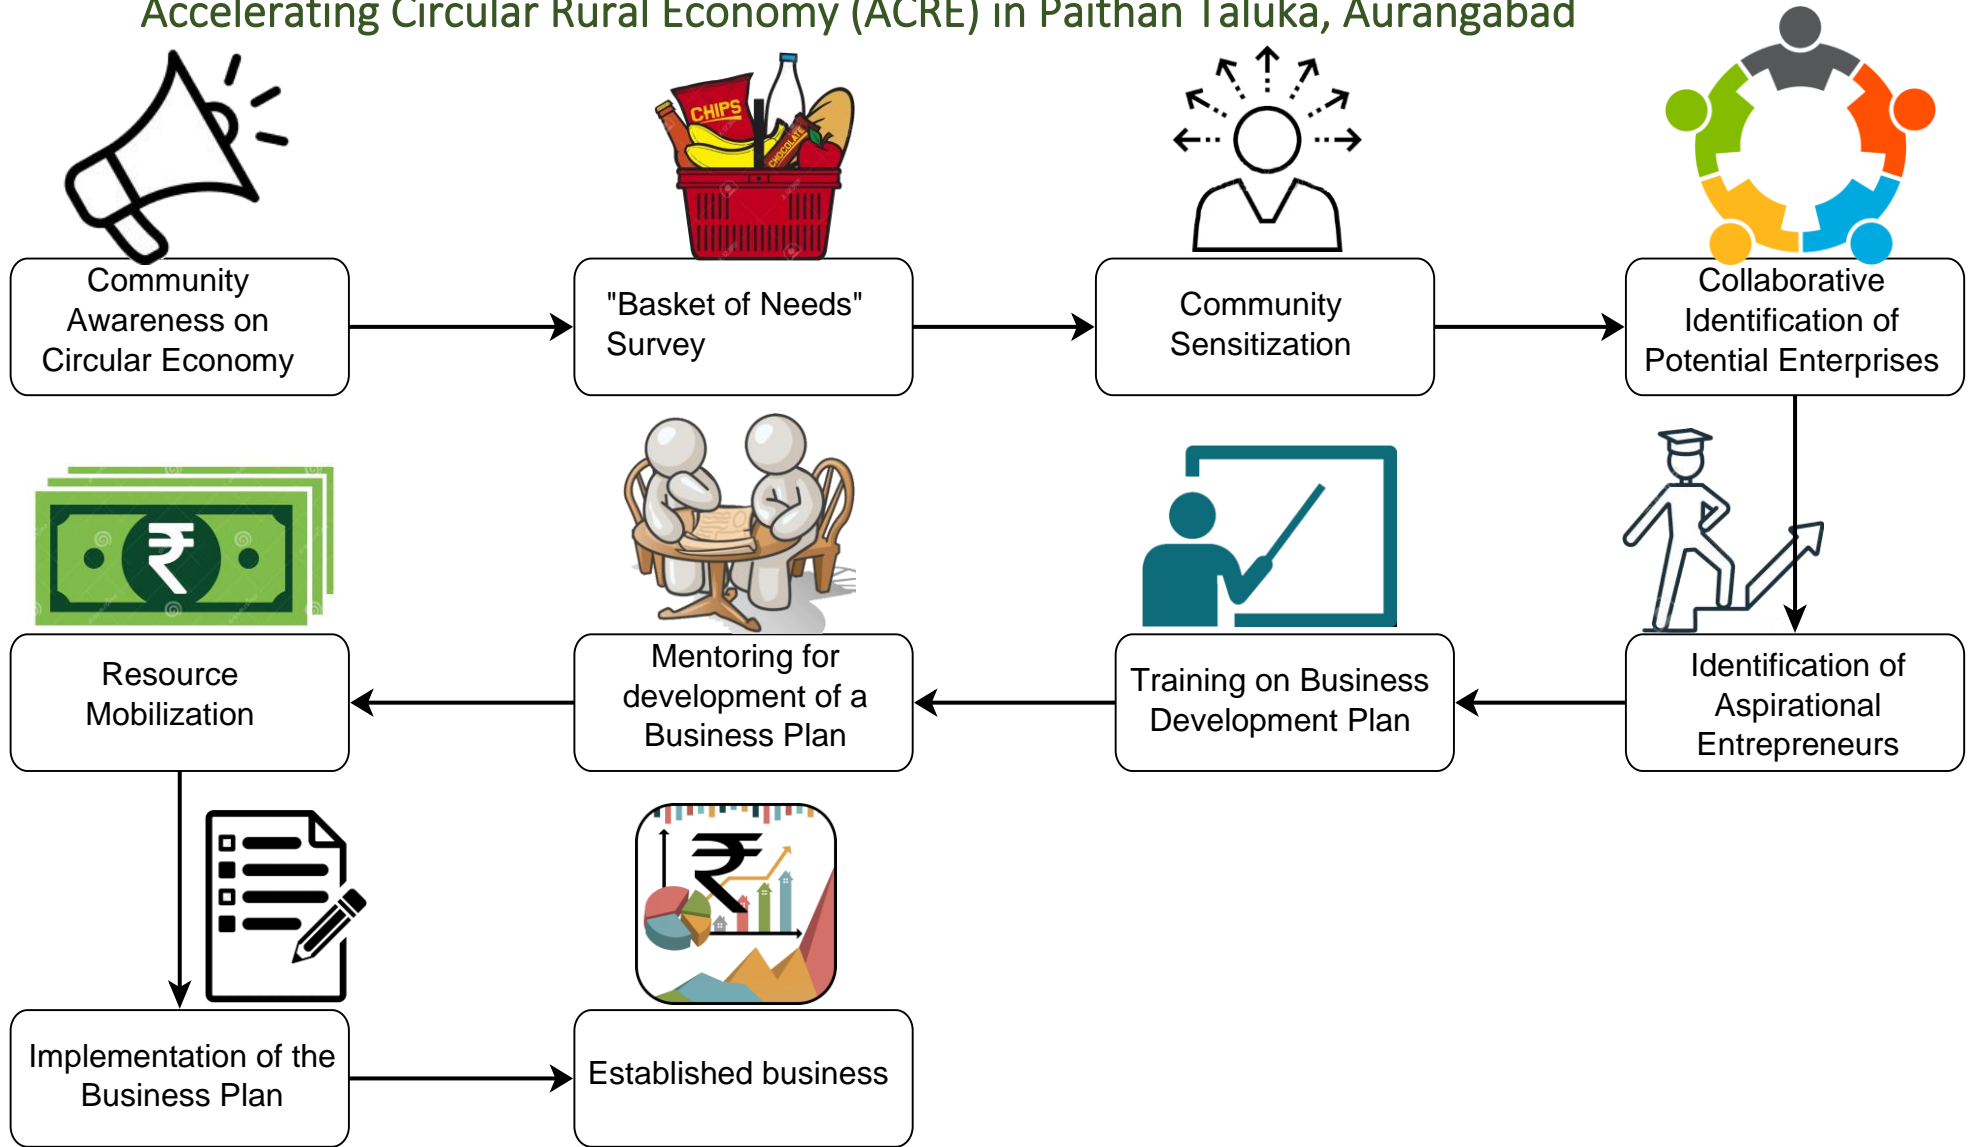 Accelerating Circular Rural Economy (ACRE) in Paithan Taluka, Aurangabad
CHIPS
CHOCOLATE
Community
Awareness on
Circular Economy
"Basket of Needs"
Survey
Community
Sensitization
Collaborative
Identification of
Potential Enterprises
₹
Resource
Mobilization
Mentoring for
development of a
Business Plan
Training on Business
Development Plan
Identification of
Aspirational
Entrepreneurs
₹
Implementation of the
Business Plan
Established business